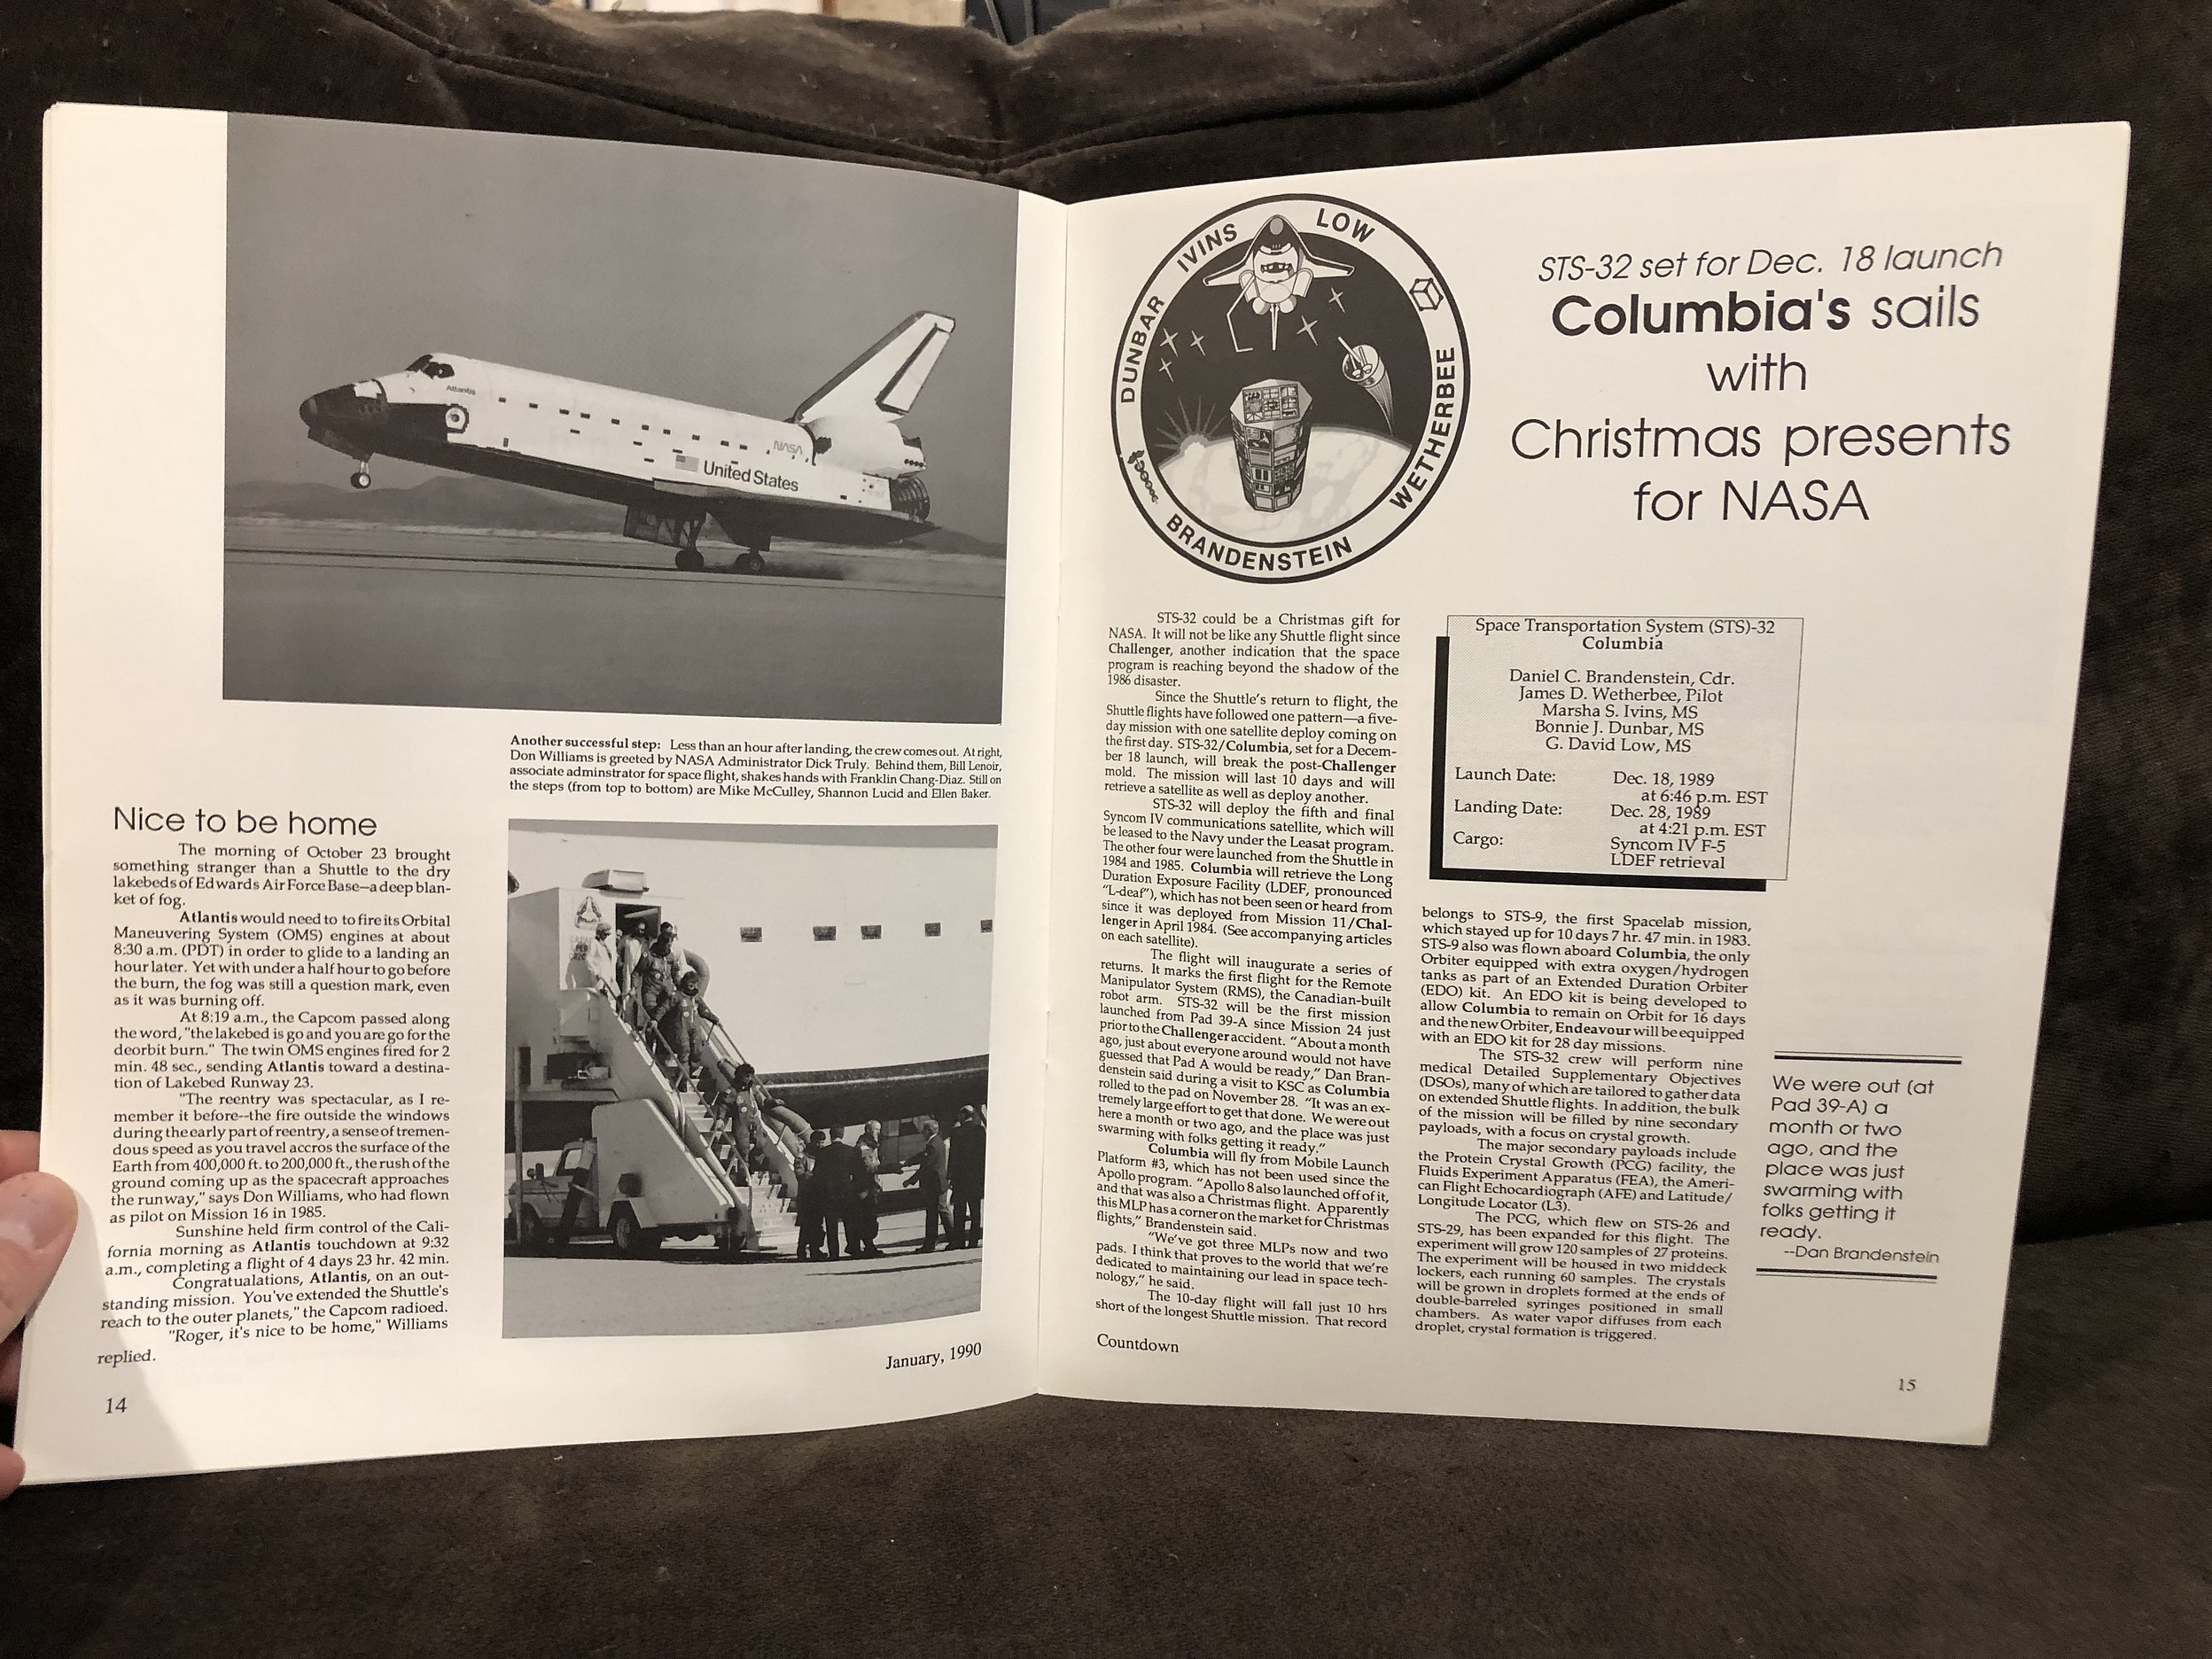 Atlantis
NASA
United States
Another successful step: Less than an hour after landing, the crew comes out. At right,
Don Williams is greeted by NASA Administrator Dick Truly. Behind them, Bill Lenoir,
associate adminstrator for space flight, shakes hands with Franklin Chang-Diaz. Still on
the steps (from top to bottom) are Mike McCulley, Shannon Lucid and Ellen Baker.
Nice to be home
The morning of October 23 brought
something stranger than a Shuttle to the dry
lakebeds of Edwards Air Force Base—a deep blan-
ket of fog.
Atlantis would need to to fire its Orbital
Maneuvering System (OMS) engines at about
8:30 a.m. (PDT) in order to glide to a landing an
hour later. Yet with under a half hour to go before
the burn, the fog was still a question mark, even
as it was burning off.
At 8:19 a.m., the Capcom passed along
the word, "the lakebed is go and you are go for the
deorbit burn." The twin OMS engines fired for 2
min. 48 sec., sending Atlantis toward a destina-
tion of Lakebed Runway 23.
"The reentry was spectacular, as I re-
member it before--the fire outside the windows
during the early part of reentry, a sense of tremen-
dous speed as you travel accros the surface of the
Earth from 400,000 ft. to 200,000 ft., the rush of the
ground coming up as the spacecraft approaches
the runway," says Don Williams, who had flown
as pilot on Mission 16 in 1985.
Sunshine held firm control of the Cali-
fornia morning as Atlantis touchdown at 9:32
a.m., completing a flight of 4 days 23 hr. 42 min.
Congratualations, Atlantis, on an out-
standing mission. You've extended the Shuttle's
reach to the outer planets," the Capcom radioed.
"Roger, it's nice to be home," Williams
replied.
January, 1990
14
DUNBAR IVINS LOW
WETHERBEE
BRANDENSTEIN
STS-32 set for Dec. 18 launch
Columbia's sails
with
Christmas presents
for NASA
STS-32 could be a Christmas gift for
NASA. It will not be like any Shuttle flight since
Challenger, another indication that the space
program is reaching beyond the shadow of the
1986 disaster.
Since the Shuttle's return to flight, the
Shuttle flights have followed one pattern—a five-
day mission with one satellite deploy coming on
the first day. STS-32/Columbia, set for a Decem-
ber 18 launch, will break the post-Challenger
mold. The mission will last 10 days and will
retrieve a satellite as well as deploy another.
STS-32 will deploy the fifth and final
Syncom IV communications satellite, which will
be leased to the Navy under the Leasat program.
The other four were launched from the Shuttle in
1984 and 1985. Columbia will retrieve the Long
Duration Exposure Facility (LDEF, pronounced
"L-deaf"), which has not been seen or heard from
since it was deployed from Mission 11/Chal-
lenger in April 1984. (See accompanying articles
on each satellite).
The flight will inaugurate a series of
returns. It marks the first flight for the Remote
Manipulator System (RMS), the Canadian-built
robot arm. STS-32 will be the first mission
launched from Pad 39-A since Mission 24 just
prior to the Challenger accident. "About a month
ago, just about everyone around would not have
guessed that Pad A would be ready," Dan Bran-
denstein said during a visit to KSC as Columbia
rolled to the pad on November 28. "It was an ex-
tremely large effort to get that done. We were out
here a month or two ago, and the place was just
swarming with folks getting it ready."
Columbia will fly from Mobile Launch
Platform #3, which has not been used since the
Apollo program. "Apollo 8 also launched off of it,
and that was also a Christmas flight. Apparently
this MLP has a corner on the market for Christmas
flights," Brandenstein said.
"We've got three MLPs now and two
pads. I think that proves to the world that we're
dedicated to maintaining our lead in space tech-
nology," he said.
The 10-day flight will fall just 10 hrs
short of the longest Shuttle mission. That record
Space Transportation System (STS)-32
Columbia
Daniel C. Brandenstein, Cdr.
James D. Wetherbee, Pilot
Marsha S. Ivins, MS
Bonnie J. Dunbar, MS
G. David Low, MS
Launch Date: Dec. 18, 1989
at 6:46 p.m. EST
Landing Date: Dec. 28, 1989
at 4:21 p.m. EST
Cargo: Syncom IV F-5
LDEF retrieval
belongs to STS-9, the first Spacelab mission,
which stayed up for 10 days 7 hr. 47 min. in 1983.
STS-9 also was flown aboard Columbia, the only
Orbiter equipped with extra oxygen/hydrogen
tanks as part of an Extended Duration Orbiter
(EDO) kit. An EDO kit is being developed to
allow Columbia to remain on Orbit for 16 days
and the new Orbiter, Endeavour will be equipped
with an EDO kit for 28 day missions.
The STS-32 crew will perform nine
medical Detailed Supplementary Objectives
(DSOs), many of which are tailored to gather data
on extended Shuttle flights. In addition, the bulk
of the mission will be filled by nine secondary
payloads, with a focus on crystal growth.
The major secondary payloads include
the Protein Crystal Growth (PCG) facility, the
Fluids Experiment Apparatus (FEA), the Ameri-
can Flight Echocardiograph (AFE) and Latitude/
Longitude Locator (L3).
The PCG, which flew on STS-26 and
STS-29, has been expanded for this flight. The
experiment will grow 120 samples of 27 proteins.
The experiment will be housed in two middeck
lockers, each running 60 samples. The crystals
will be grown in droplets formed at the ends of
double-barreled syringes positioned in small
chambers. As water vapor diffuses from each
droplet, crystal formation is triggered.
We were out (at
Pad 39-A) a
month or two
ago, and the
place was just
swarming with
folks getting it
ready.
--Dan Brandenstein
Countdown
15